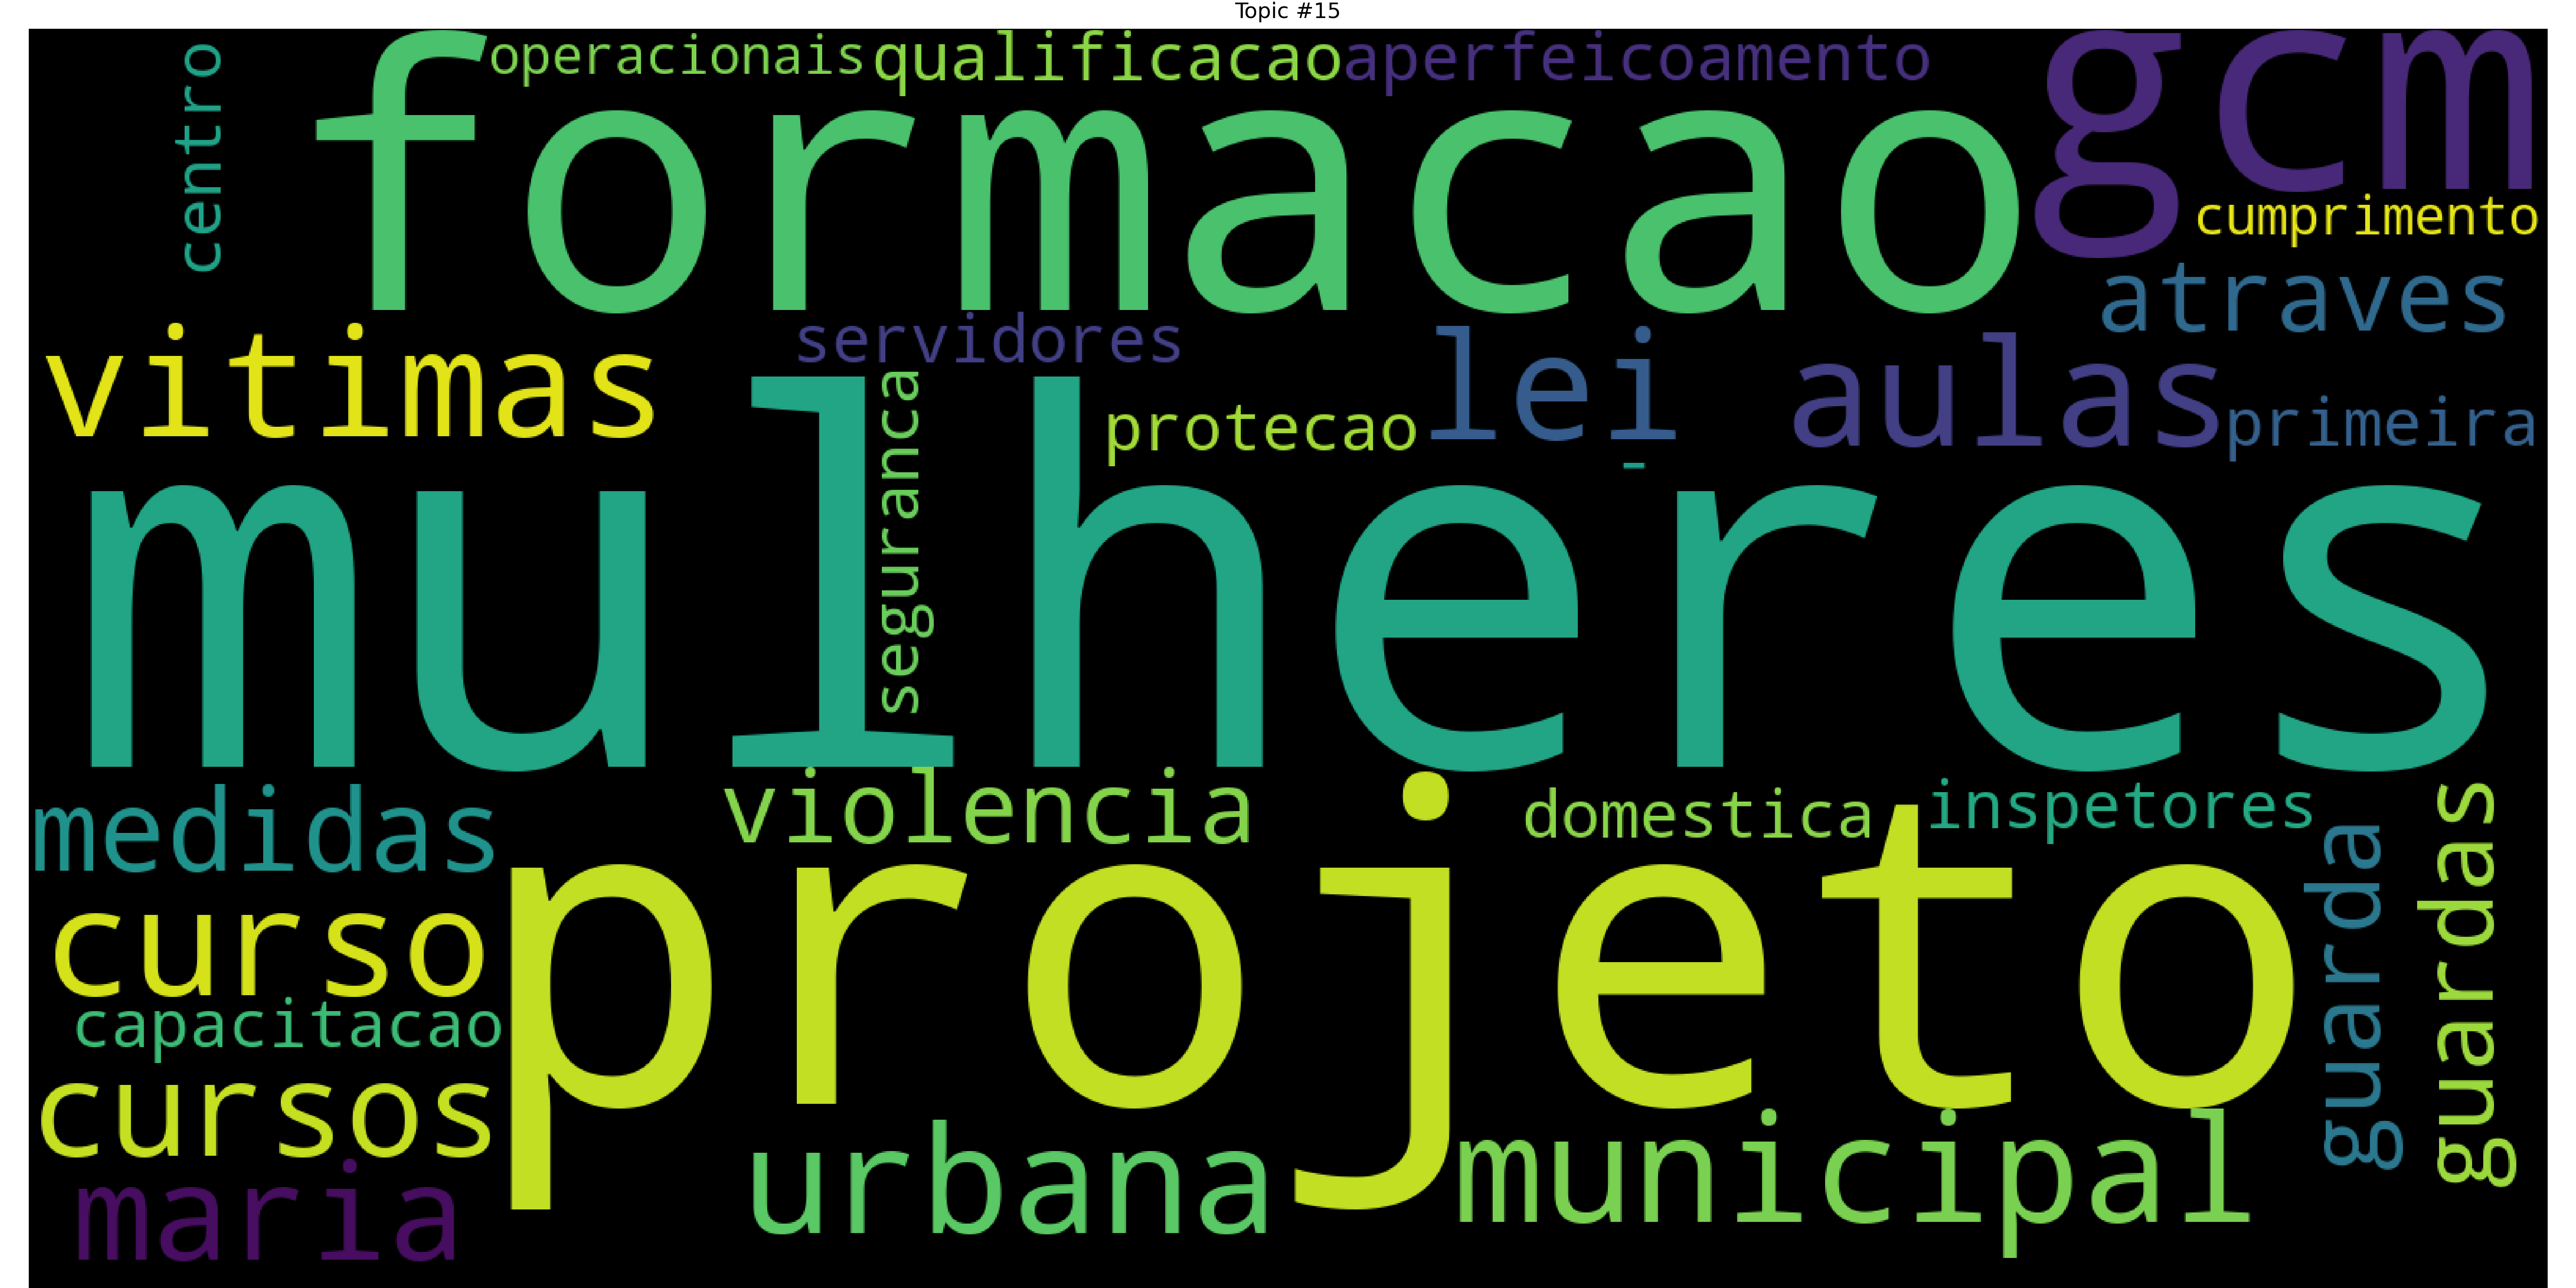 Topic #15
centro
operacionais
qualificacao
aperfeicoamento
gcm
formacao
cumprimento
atraves
vitimas
servidores
seguranca
protecao
lei
aulas
primeira
-
mulheres
medidas
violencia
domestica
inspetores
guarda
guardas
curso
projeto
capacitacao
cursos
urbana
municipal
maria